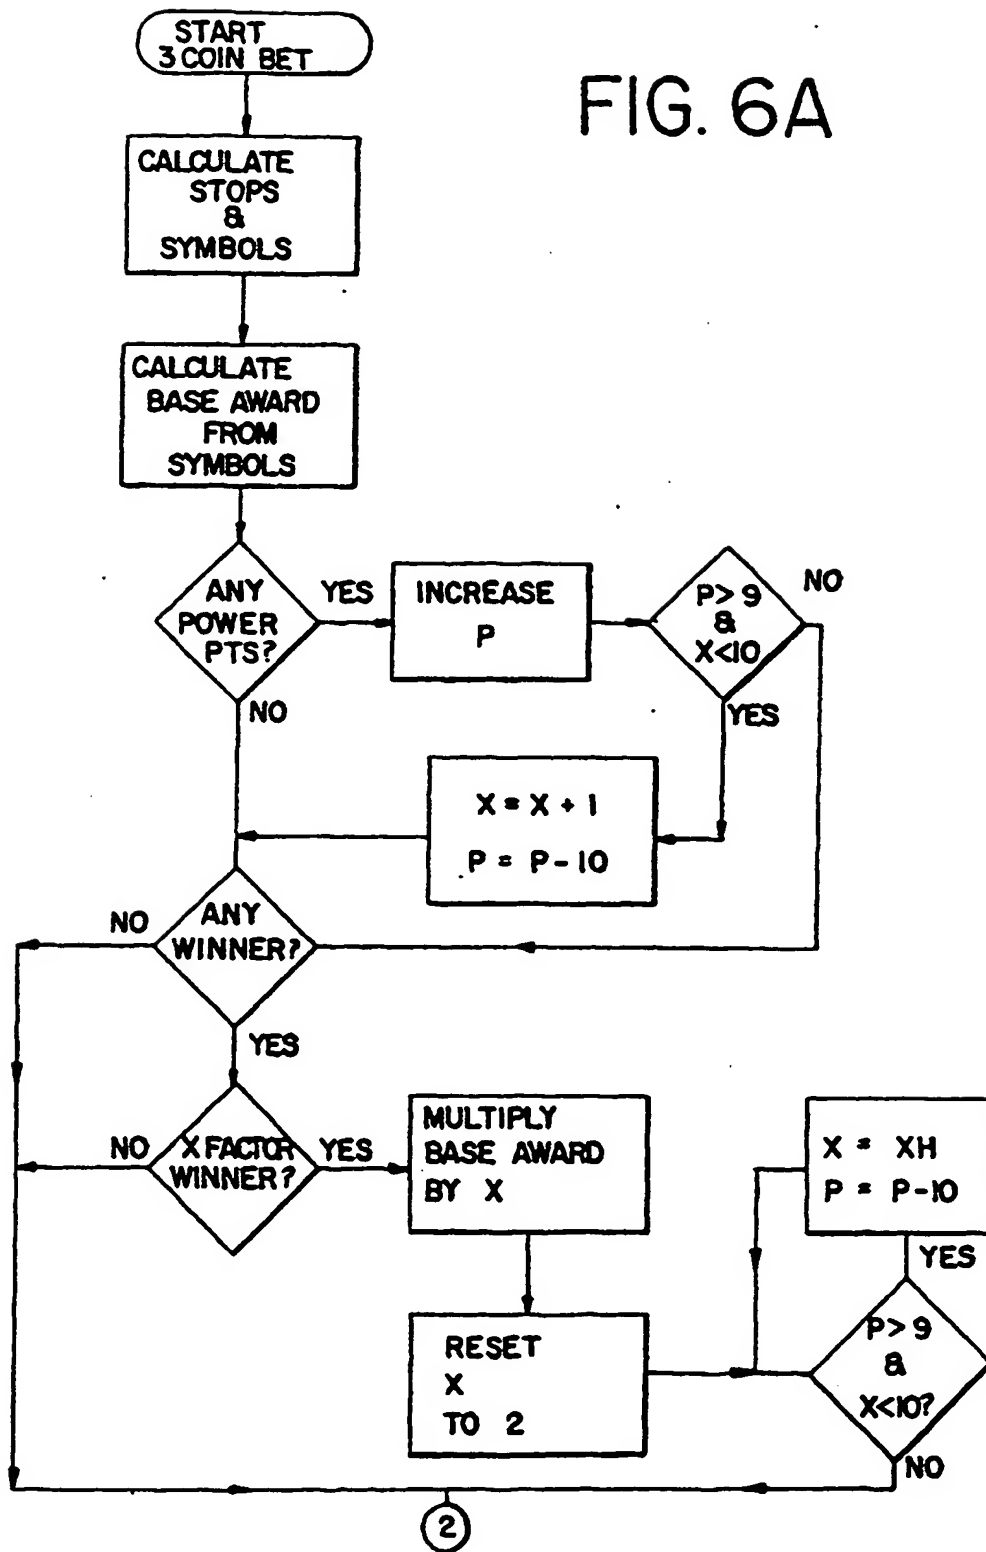 START
3 COIN BET
FIG. 6A
CALCULATE
STOPS
&
SYMBOLS
CALCULATE
BASE AWARD
FROM
SYMBOLS
ANY
POWER
PTS?
YES
NO
INCREASE
P
P > 9
&
X<10
NO
YES
X = X + 1
P = P - 10
ANY
WINNER?
NO
YES
X FACTOR
WINNER?
NO
YES
MULTIPLY
BASE AWARD
BY X
RESET
X
TO 2
X = XH
P = P-10
YES
P > 9
&
X<10?
NO
2